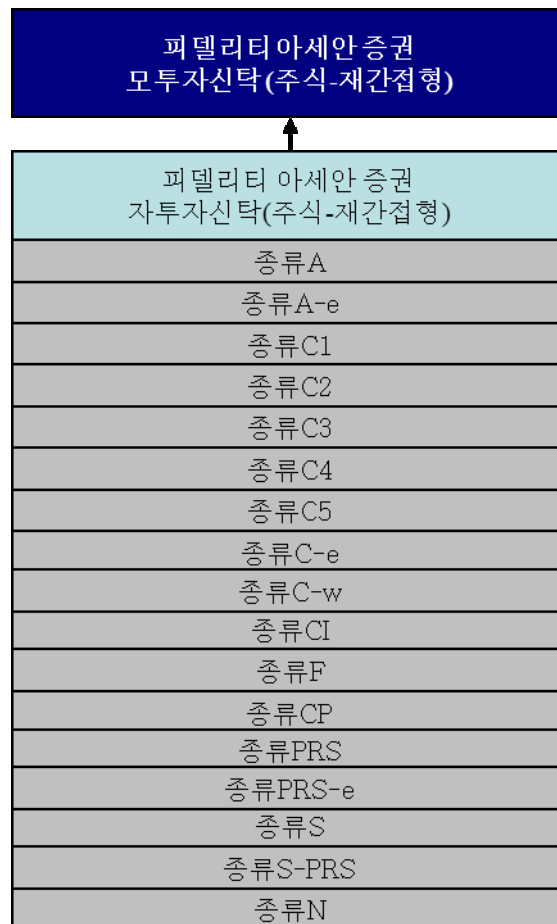 피델리티 아세안 증권
모투자신탁(주식-재간접형)
피델리티 아세안 증권
자투자신탁(주식-재간접형)
종류A
종류A-e
종류C1
종류C2
종류C3
종류C4
종류C5
종류C-e
종류C-w
종류CI
종류F
종류CP
종류PRS
종류PRS-e
종류S
종류S-PRS
종류N